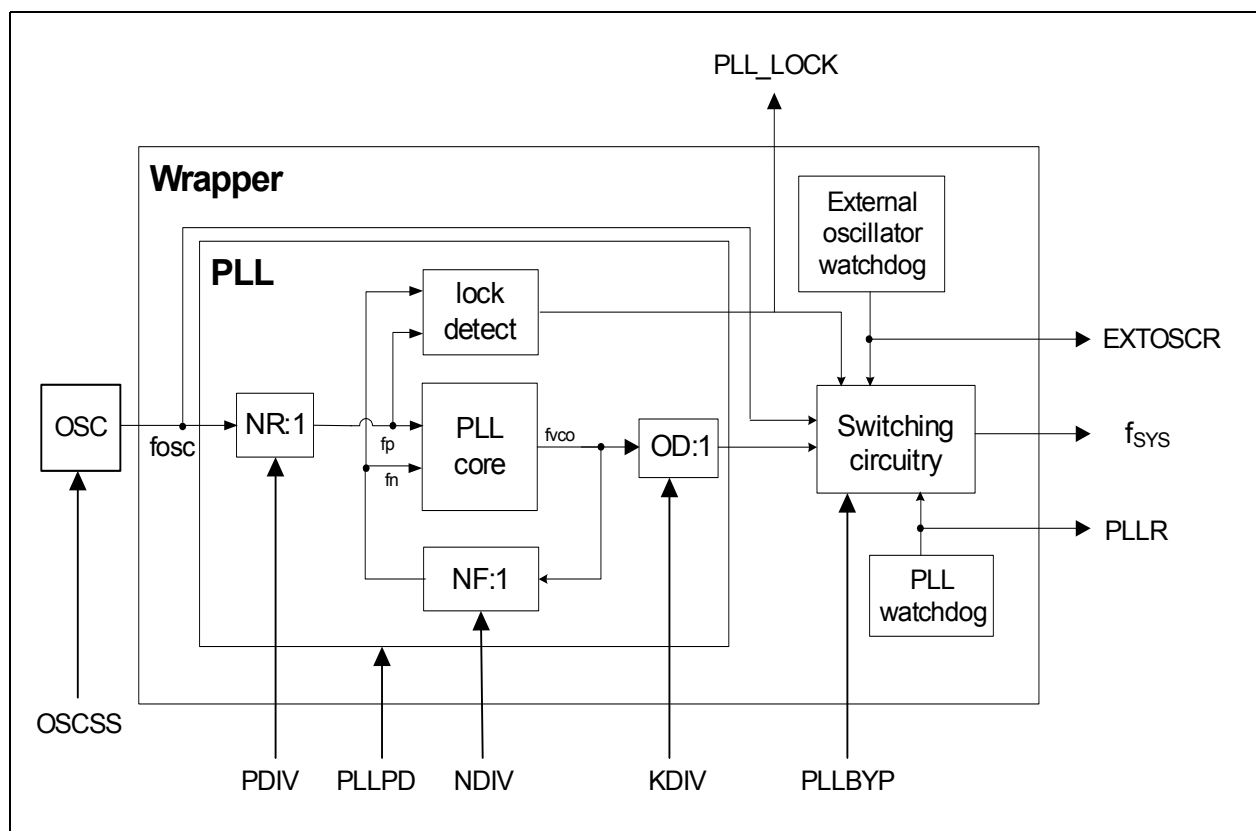 PLL_LOCK
Wrapper
External
oscillator
watchdog
PLL
lock
detect
EXTOSCR
OSC
fosc
NR:1
fp
fn
PLL
core
fvco
OD:1
Switching
circuitry
fSYS
PLLR
NF:1
PLL
watchdog
OSCSS
PDIV
PLLPD
NDIV
KDIV
PLLBYP